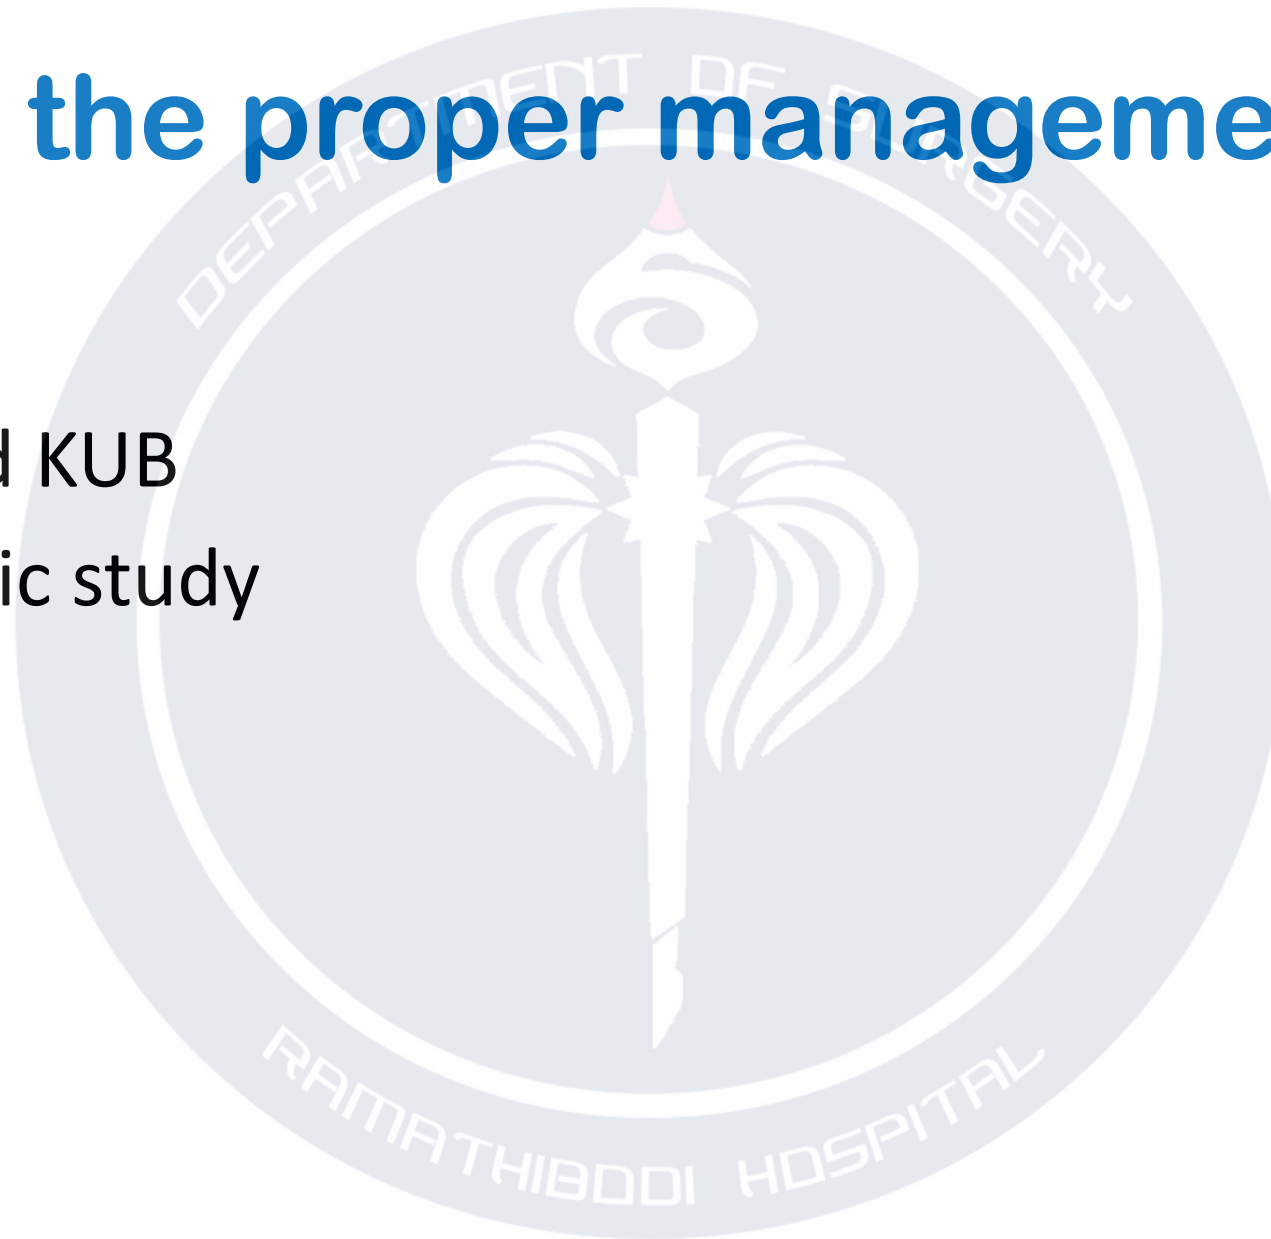 the proper manageme
d KUB
ic study
DEPARTMENT OF SURGERY
RAMATHIBODI HOSPITAL